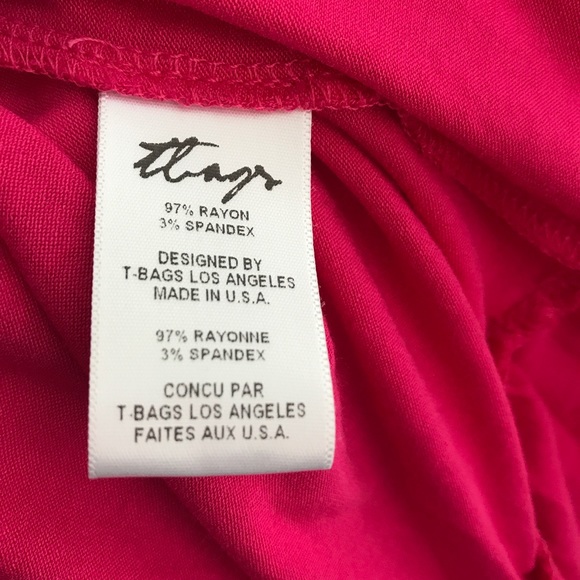 tbags
97% RAYON
3% SPANDEX
DESIGNED BY
T-BAGS LOS ANGELES
MADE IN U.S.A.
97% RAYONNE
3% SPANDEX
CONCU PAR
T-BAGS LOS ANGELES
FAITES AUX U.S.A.